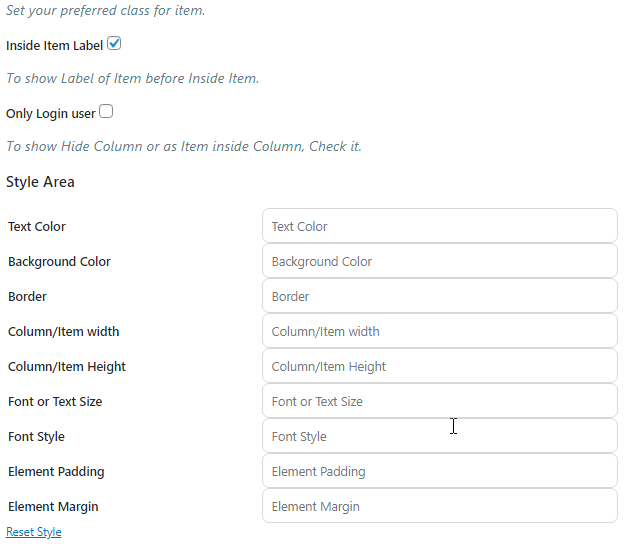 Set your preferred class for item.
Inside Item Label
To show Label of Item before Inside Item.
Only Login user
To show Hide Column or as Item inside Column, Check it.
Style Area
Text Color Text Color
Background Color Background Color
Border Border
Column/Item width Column/Item width
Column/Item Height Column/Item Height
Font or Text Size Font or Text Size
Font Style Font Style
Element Padding Element Padding
Element Margin Element Margin
Reset Style